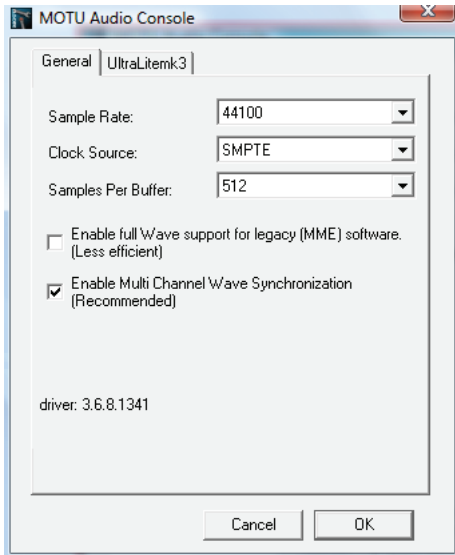 MOTU Audio Console
General UltraLitemk3
Sample Rate: 44100
Clock Source: SMPTE
Samples Per Buffer: 512
Enable full Wave support for legacy (MME) software.
(Less efficient)
Enable Multi Channel Wave Synchronization
(Recommended)
driver: 3.6.8.1341
Cancel OK